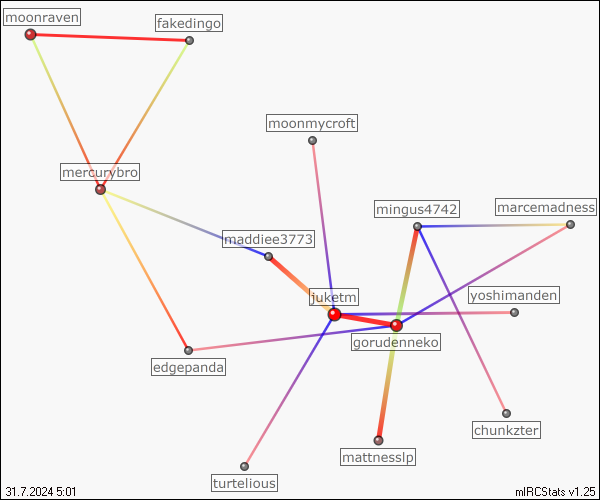 moonraven
fakedingo
moonmycroft
mercurybro
mingus4742
marcemadness
maddiee3773
juketm
yoshimanden
gorudenneko
edgepanda
chunkzter
mattnesslp
turtelious
31.7.2024 5:01
mIRCStats v1.25